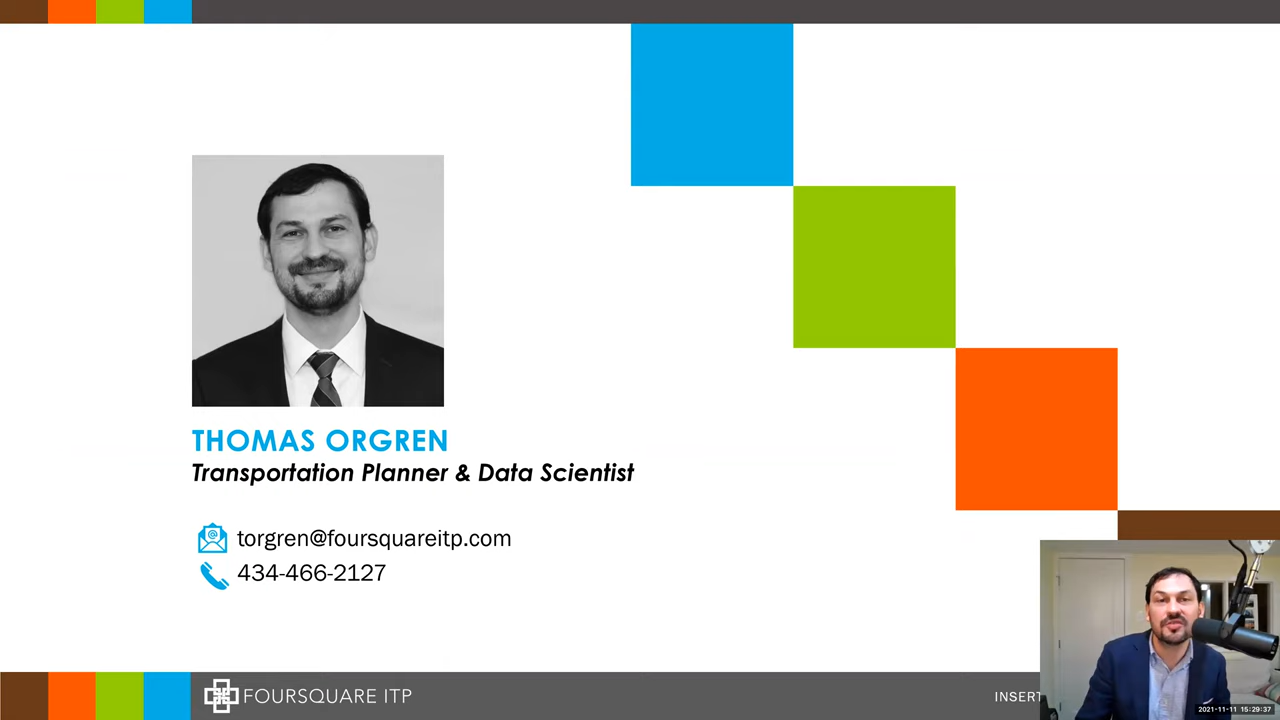 THOMAS ORGREN
Transportation Planner & Data Scientist
torgren@foursquareitp.com
434-466-2127
FOURSQUARE ITP
INSERT
2021-11-11 15:29:37